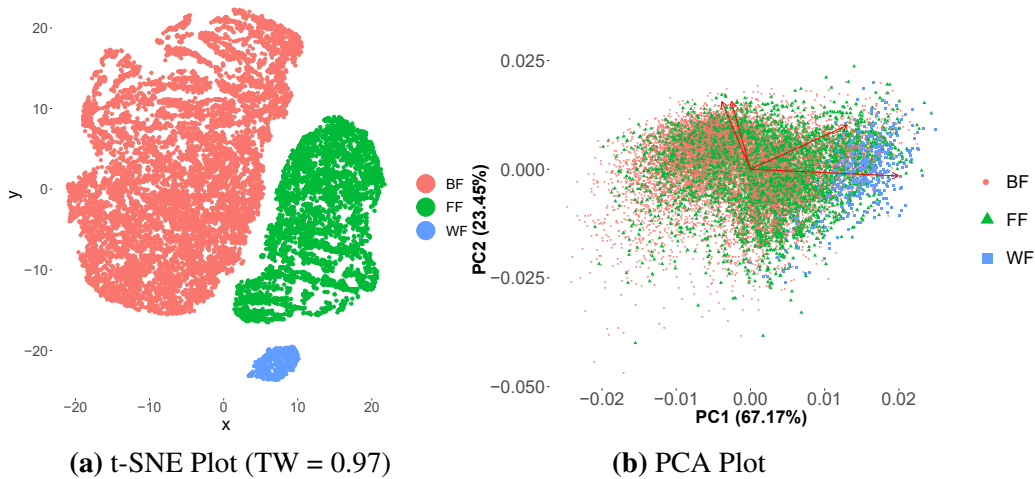 20
10
0
−10
−20
y
−20
−10
0
10
20
x
BF
FF
WF
(a) t-SNE Plot (TW = 0.97)
0.025
0.000
−0.025
−0.050
PC2 (23.45%)
−0.02
−0.01
0.00
0.01
0.02
PC1 (67.17%)
BF
FF
WF
(b) PCA Plot